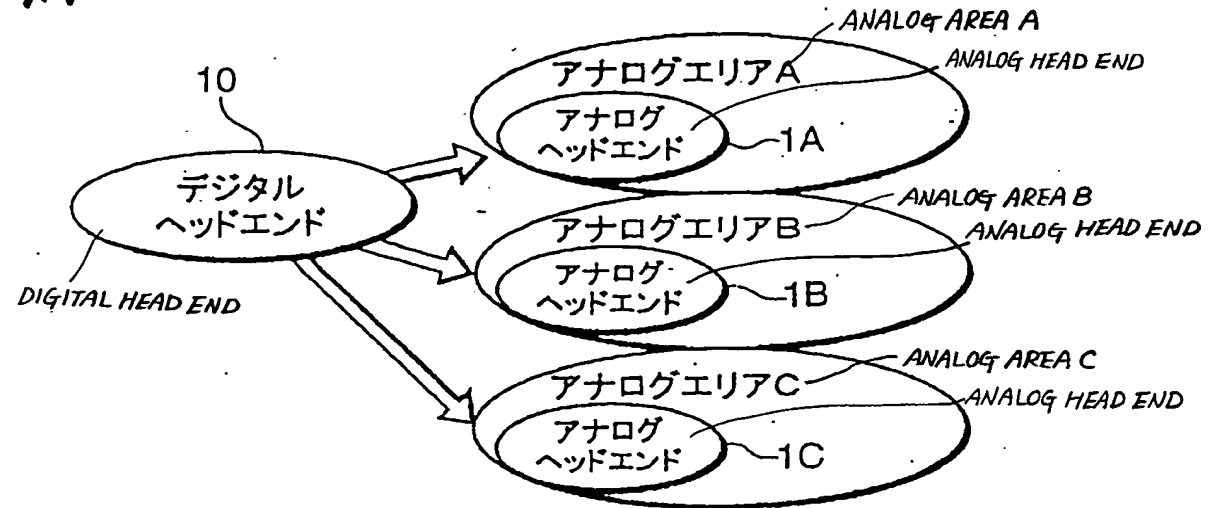 ANALOG AREA A
アナログエリアA
ANALOG HEAD END
10
アナログ
ヘッドエンド
1A
デジタル
ヘッドエンド
ANALOG AREA B
アナログエリアB
ANALOG HEAD END
アナログ
ヘッドエンド
1B
DIGITAL HEAD END
ANALOG AREA C
アナログエリアC
ANALOG HEAD END
アナログ
ヘッドエンド
1C